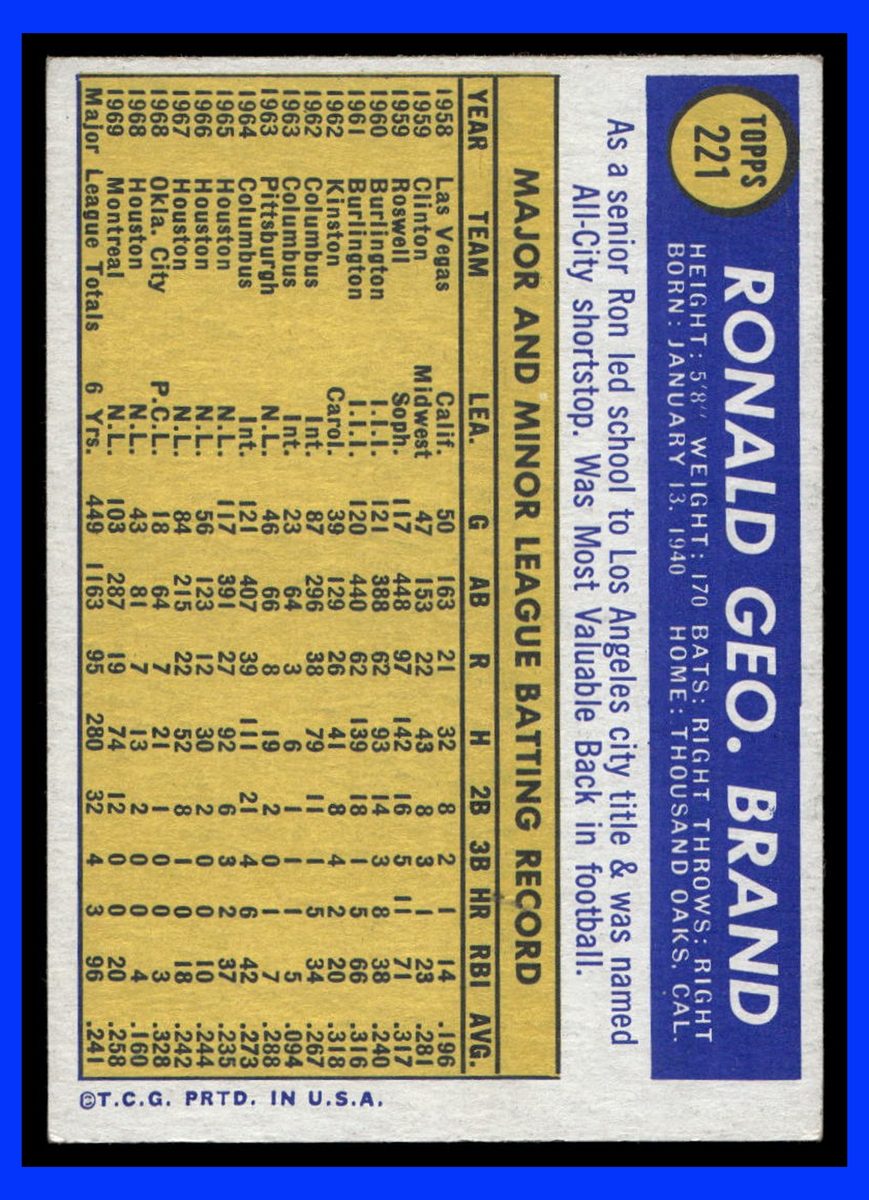 TOPPS
221
RONALD GEO. BRAND
HEIGHT: 5'8" WEIGHT: 170 BATS: RIGHT THROWS: RIGHT
BORN: JANUARY 13, 1940 HOME: THOUSAND OAKS, CAL.
As a senior Ron led school to Los Angeles city title & was named
All-City shortstop. Was Most Valuable Back in football.
MAJOR AND MINOR LEAGUE BATTING RECORD
YEAR TEAM LEA. G AB R H 2B 3B HR RBI AVG.
1958 Las Vegas Calif. 50 163 21 32 8 2 1 14 .196
1959 Clinton Midwest 47 153 22 43 8 3 1 23 .281
1959 Roswell Soph. 117 448 97 142 16 5 11 71 .317
1960 Burlington I.I.I. 121 388 62 93 14 3 8 38 .240
1961 Burlington I.I.I. 120 440 62 139 18 1 5 66 .316
1962 Kinston Carol. 39 129 26 41 8 4 2 20 .318
1962 Columbus Int. 87 296 38 79 11 1 5 34 .267
1963 Columbus Int. 23 64 3 6 1 1 1 5 .094
1963 Pittsburgh N.L. 46 66 8 19 2 0 1 7 .288
1964 Columbus Int. 121 407 39 111 21 4 6 42 .273
1965 Houston N.L. 117 391 27 92 6 3 2 37 .235
1966 Houston N.L. 56 123 12 30 2 0 0 10 .244
1967 Houston N.L. 84 215 22 52 8 1 0 18 .242
1968 Okla. City P.C.L. 18 64 7 21 1 0 0 3 .328
1968 Houston N.L. 43 81 7 13 2 0 0 4 .160
1969 Montreal N.L. 103 287 19 74 12 0 0 20 .258
Major League Totals 6 Yrs. 449 1163 95 280 32 4 3 96 .241
©T.C.G. PRTD. IN U.S.A.